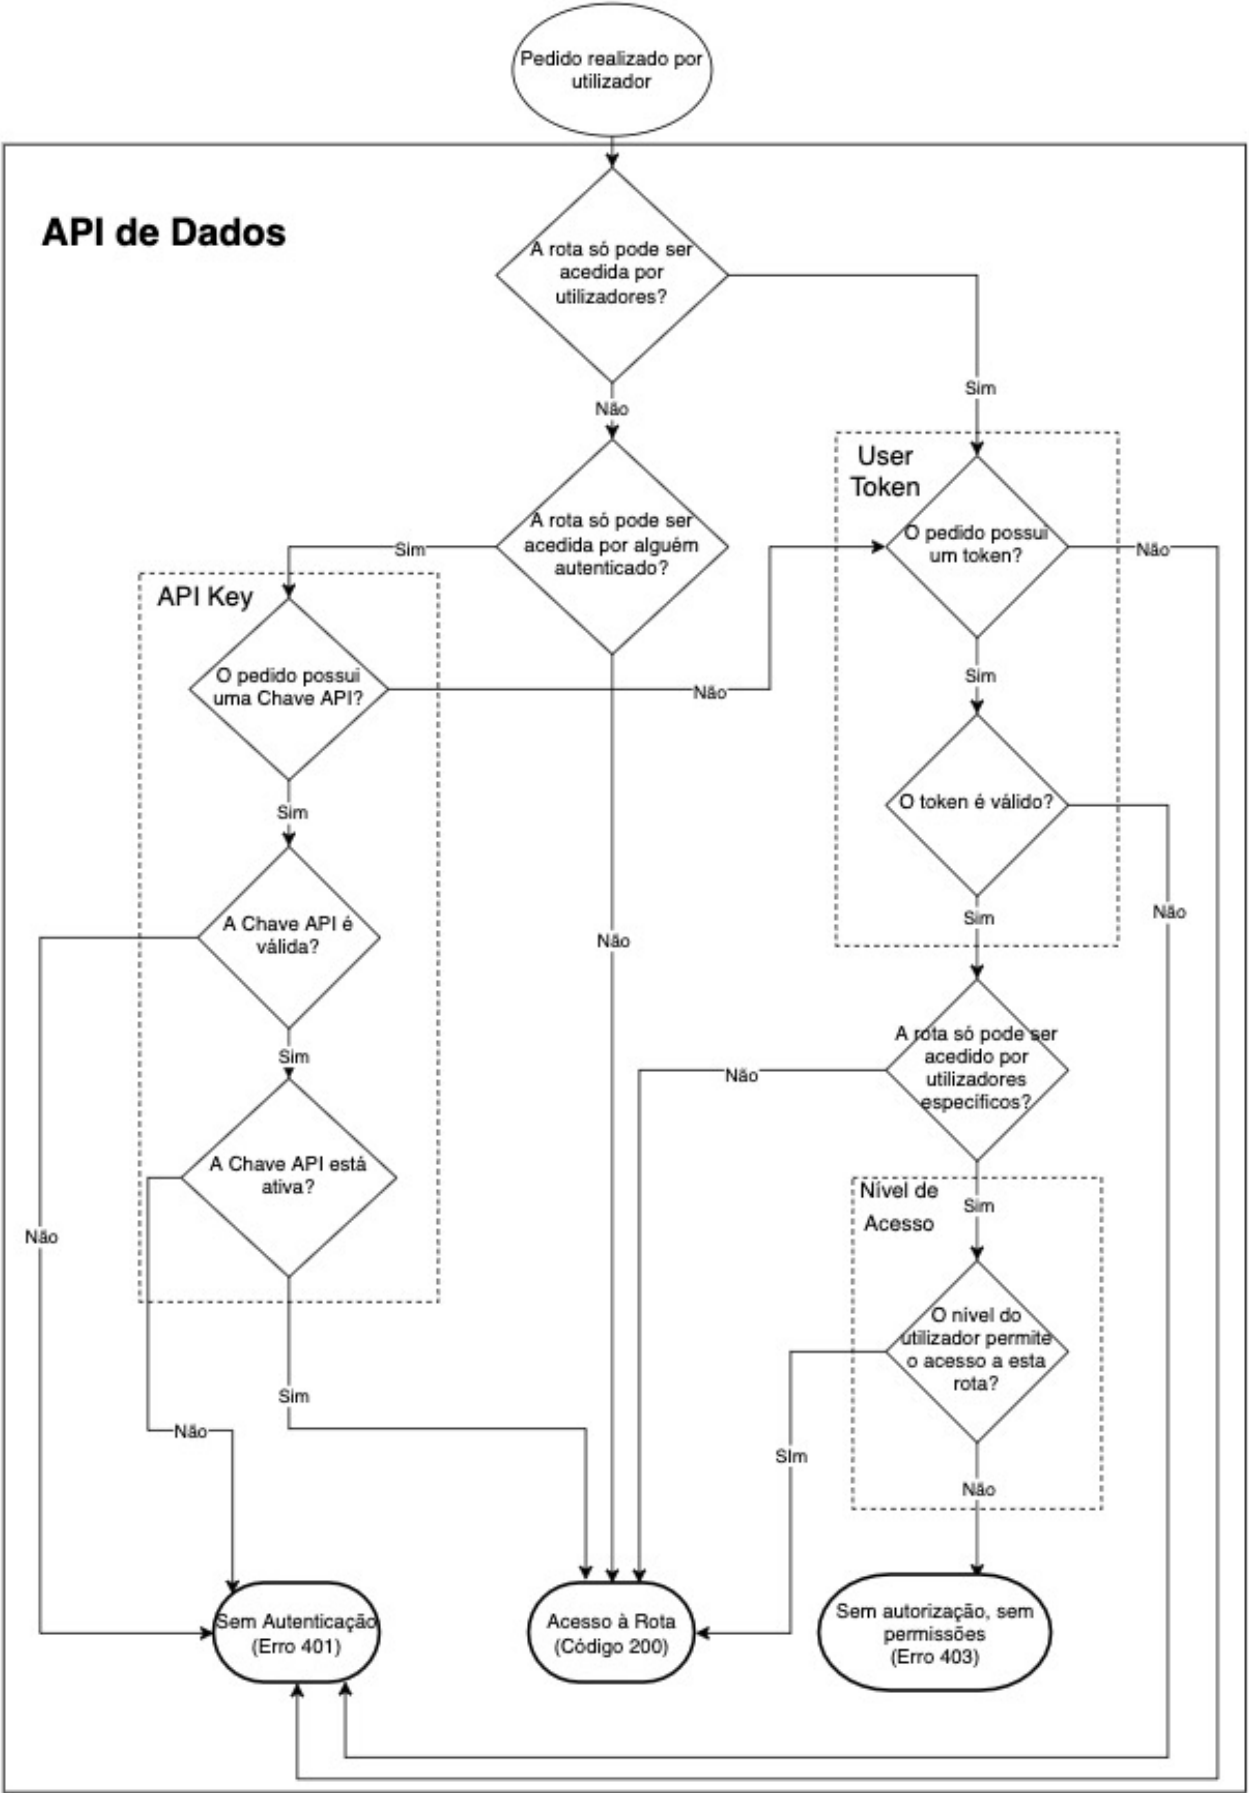 Pedido realizado por
utilizador
API de Dados
A rota só pode ser
acedida por
utilizadores?
Sim
Não
User
Token
A rota só pode ser
acedida por alguém
autenticado?
Sim
O pedido possui
um token?
Não
API Key
O pedido possui
uma Chave API?
Não
Sim
Sim
O token é válido?
A Chave API é
válida?
Não
Sim
Não
Sim
A rota só pode ser
acedido por
utilizadores
específicos?
Não
A Chave API está
ativa?
Nível de
Acesso
Sim
Não
O nível do
utilizador permite
o acesso a esta
rota?
Sim
Não
SIm
Não
Sem Autenticação
(Erro 401)
Acesso à Rota
(Código 200)
Sem autorização, sem
permissões
(Erro 403)